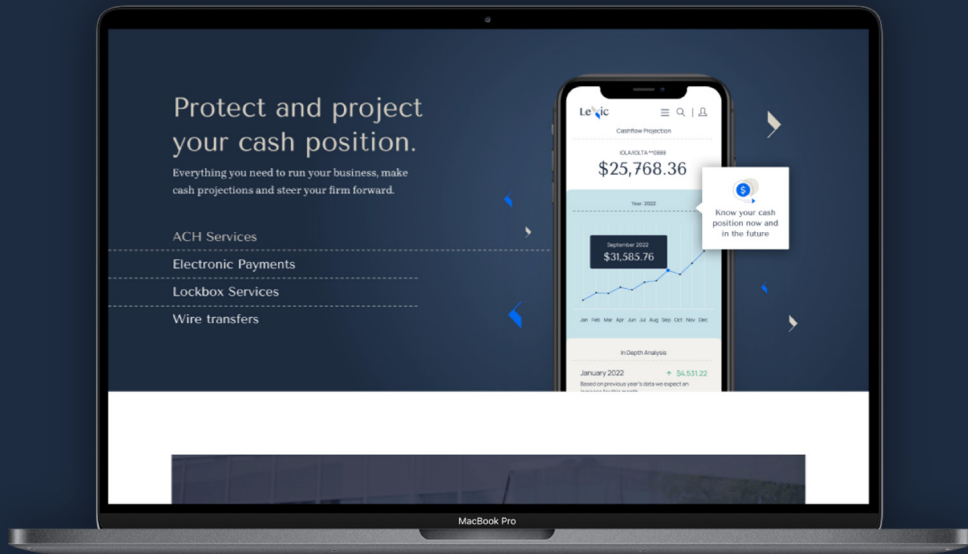 Protect and project
your cash position.
Everything you need to run your business, make
cash projections and steer your firm forward.
ACH Services
Electronic Payments
Lockbox Services
Wire transfers
Cashflow Projection
IOLA/IOLTA **0888
$25,768.36
Year: 2022
September 2022
$31,585.76
Jan Feb Mar Apr Jun Jul Aug Sep Oct Nov Dec
In Depth Analysis
January 2022 ↑ $4,531.22
Based on previous year's data we expect an
Know your cash
position now and
in the future
MacBook Pro